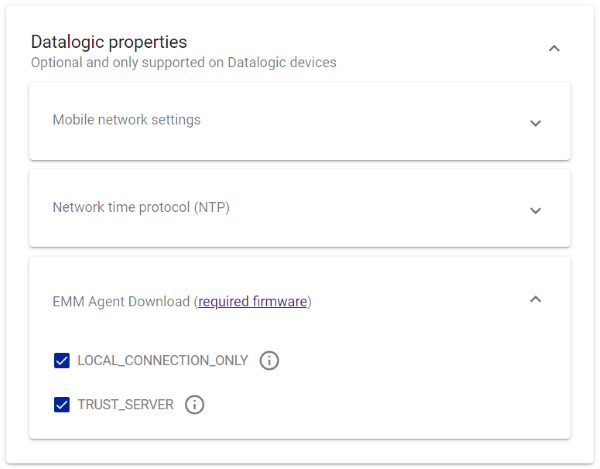 Datalogic properties
Optional and only supported on Datalogic devices
Mobile network settings
Network time protocol (NTP)
EMM Agent Download (required firmware)
LOCAL_CONNECTION_ONLY
TRUST_SERVER